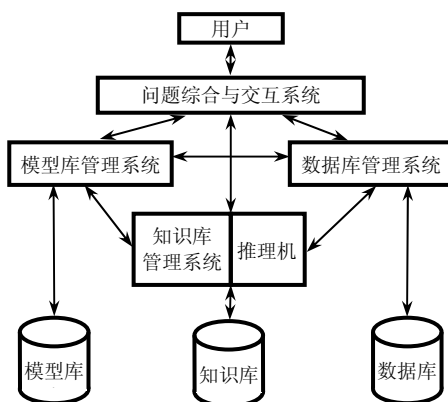 用户
问题综合与交互系统
模型库管理系统
数据库管理系统
知识库
管理系统
推理机
模型库
知识库
数据库